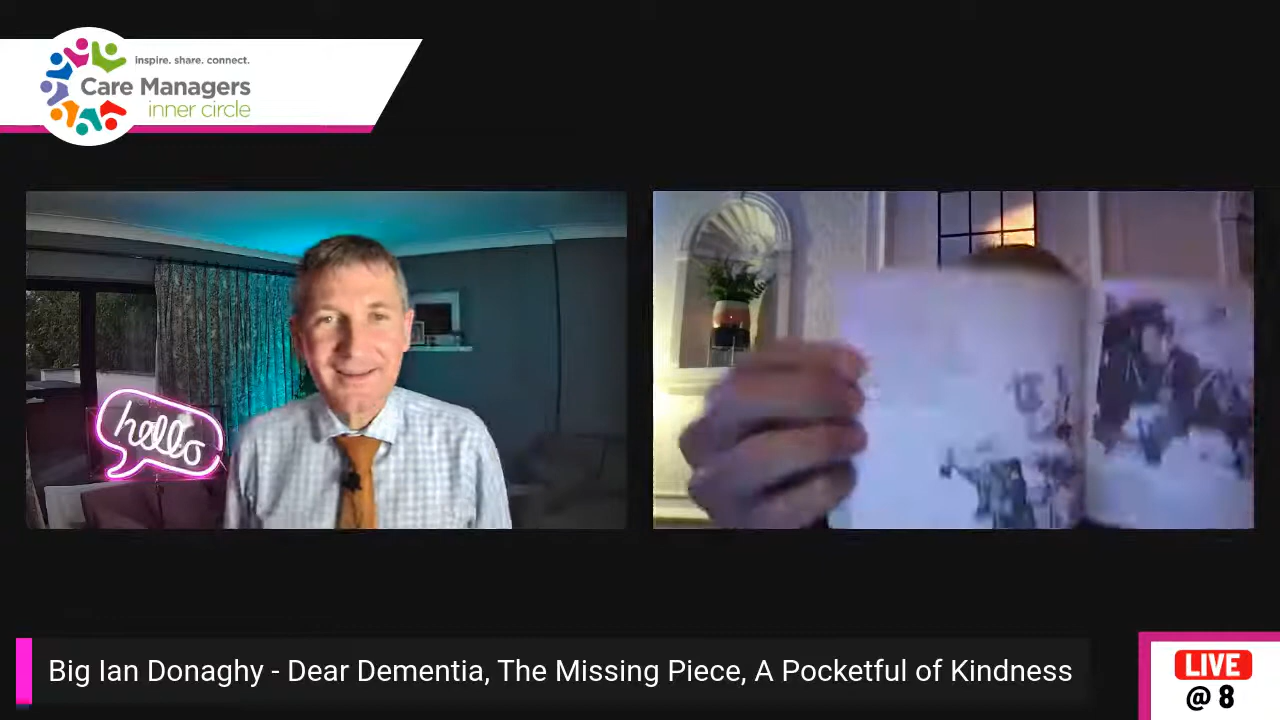 inspire. share. connect.
Care Managers
inner circle
hello
Big Ian Donaghy - Dear Dementia, The Missing Piece, A Pocketful of Kindness
LIVE
@ 8